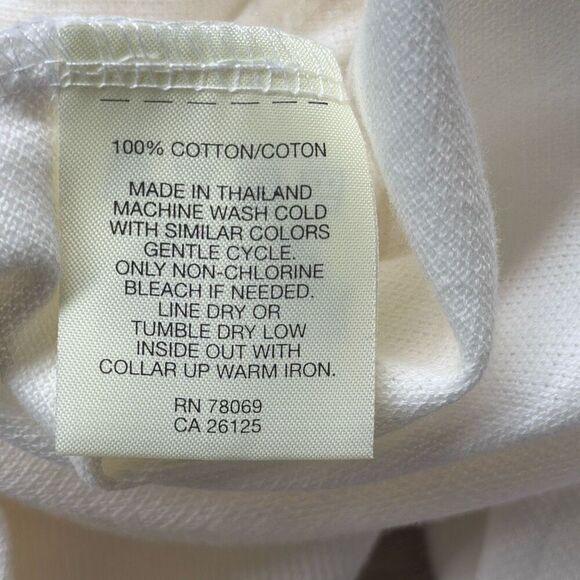 100% COTTON/COTON
MADE IN THAILAND
MACHINE WASH COLD
WITH SIMILAR COLORS
GENTLE CYCLE.
ONLY NON-CHLORINE
BLEACH IF NEEDED.
LINE DRY OR
TUMBLE DRY LOW
INSIDE OUT WITH
COLLAR UP WARM IRON.
RN 78069
CA 26125